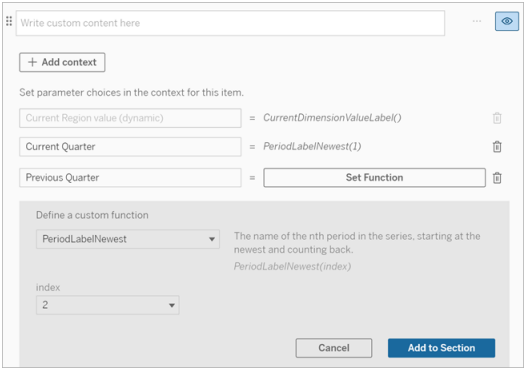 Write custom content here
...
+ Add context
Set parameter choices in the context for this item.
Current Region value (dynamic) = CurrentDimensionValueLabel()
Current Quarter = PeriodLabelNewest(1)
Previous Quarter = Set Function
Define a custom function
PeriodLabelNewest
The name of the nth period in the series, starting at the
newest and counting back.
PeriodLabelNewest(index)
index
2
Cancel Add to Section